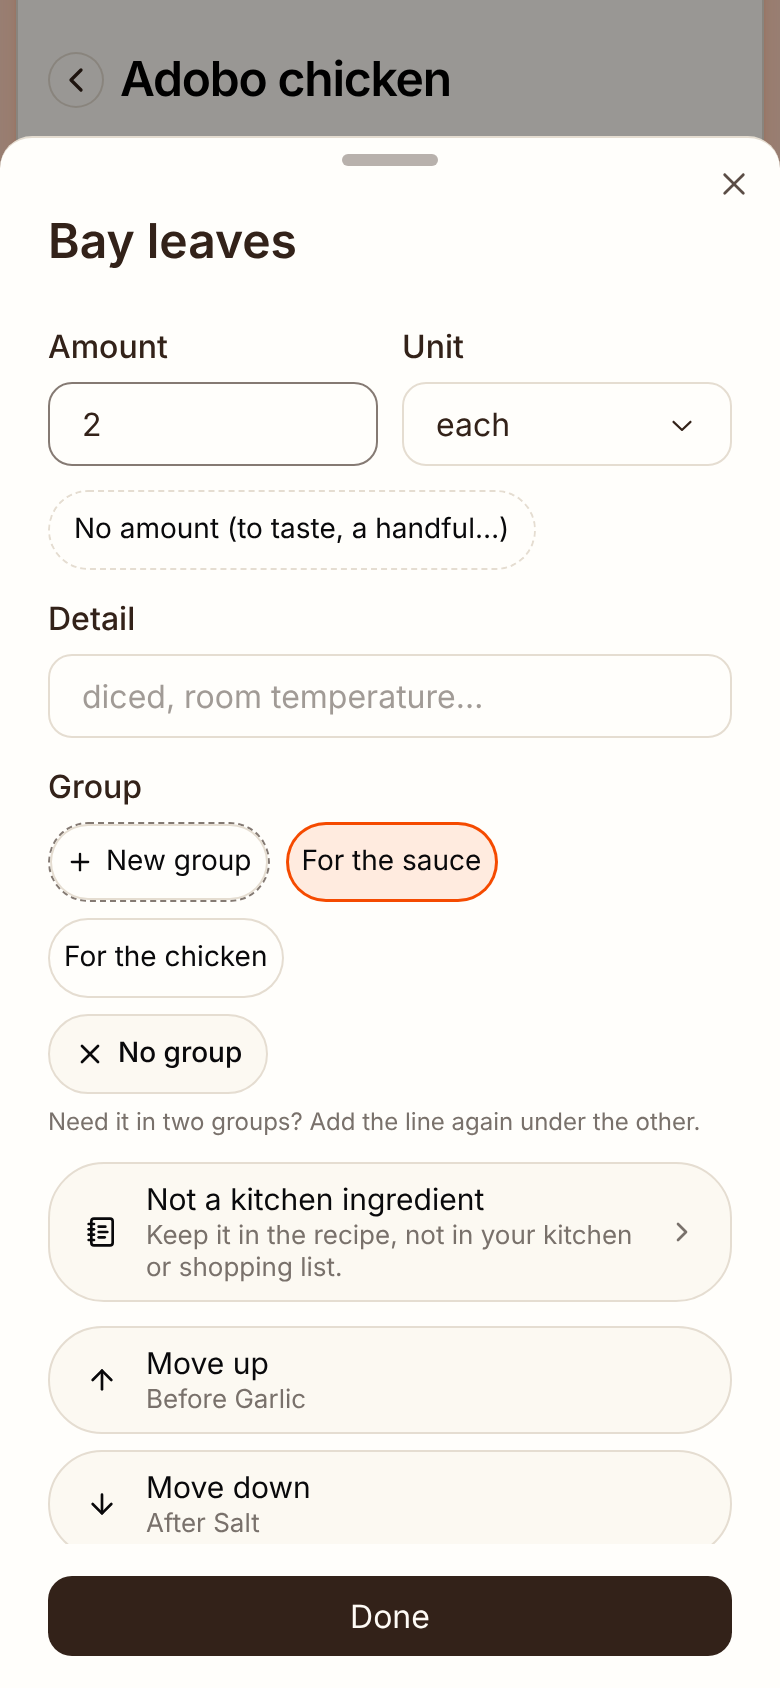 Adobo chicken
Bay leaves
Amount
Unit
2
each
No amount (to taste, a handful...)
Detail
diced, room temperature...
Group
New group
For the sauce
For the chicken
No group
Need it in two groups? Add the line again under the other.
Not a kitchen ingredient
Keep it in the recipe, not in your kitchen
or shopping list.
Move up
Before Garlic
Move down
After Salt
Done